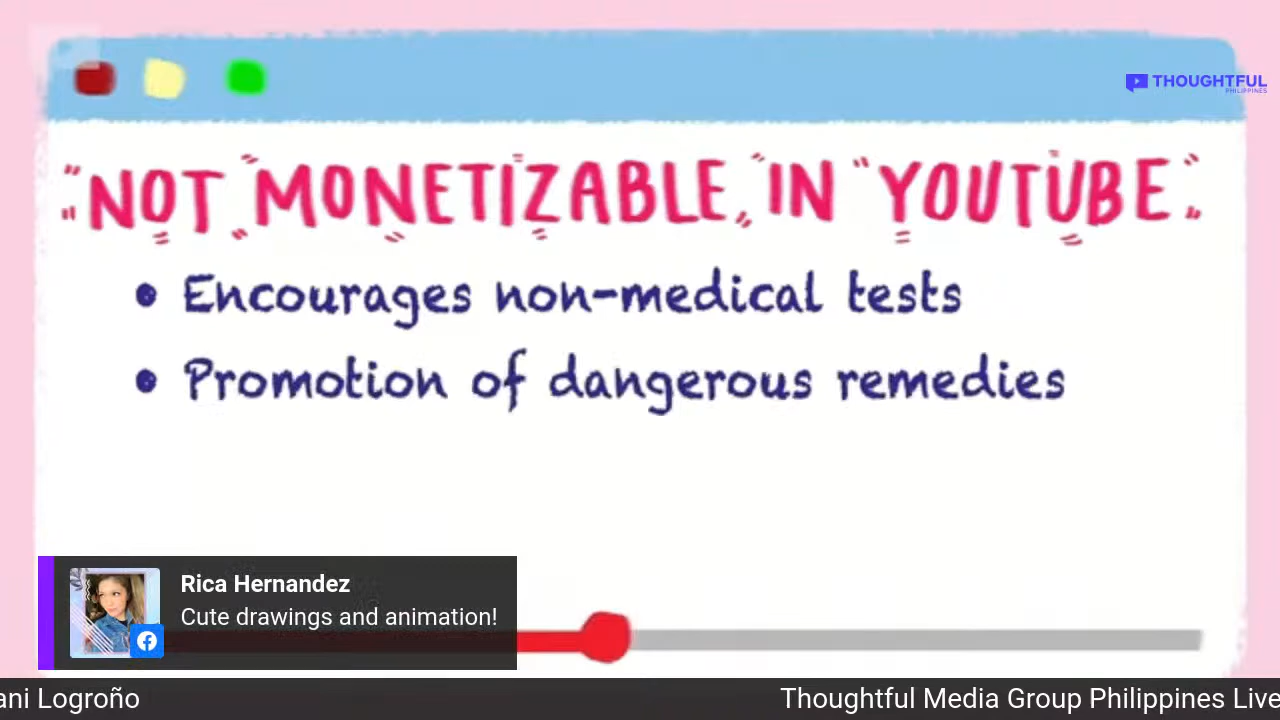 THOUGHTFUL
PHILIPPINES
NOT MONETIZABLE IN YOUTUBE
• Encourages non-medical tests
• Promotion of dangerous remedies
Rica Hernandez
Cute drawings and animation!
ani Logroño
Thoughtful Media Group Philippines Live